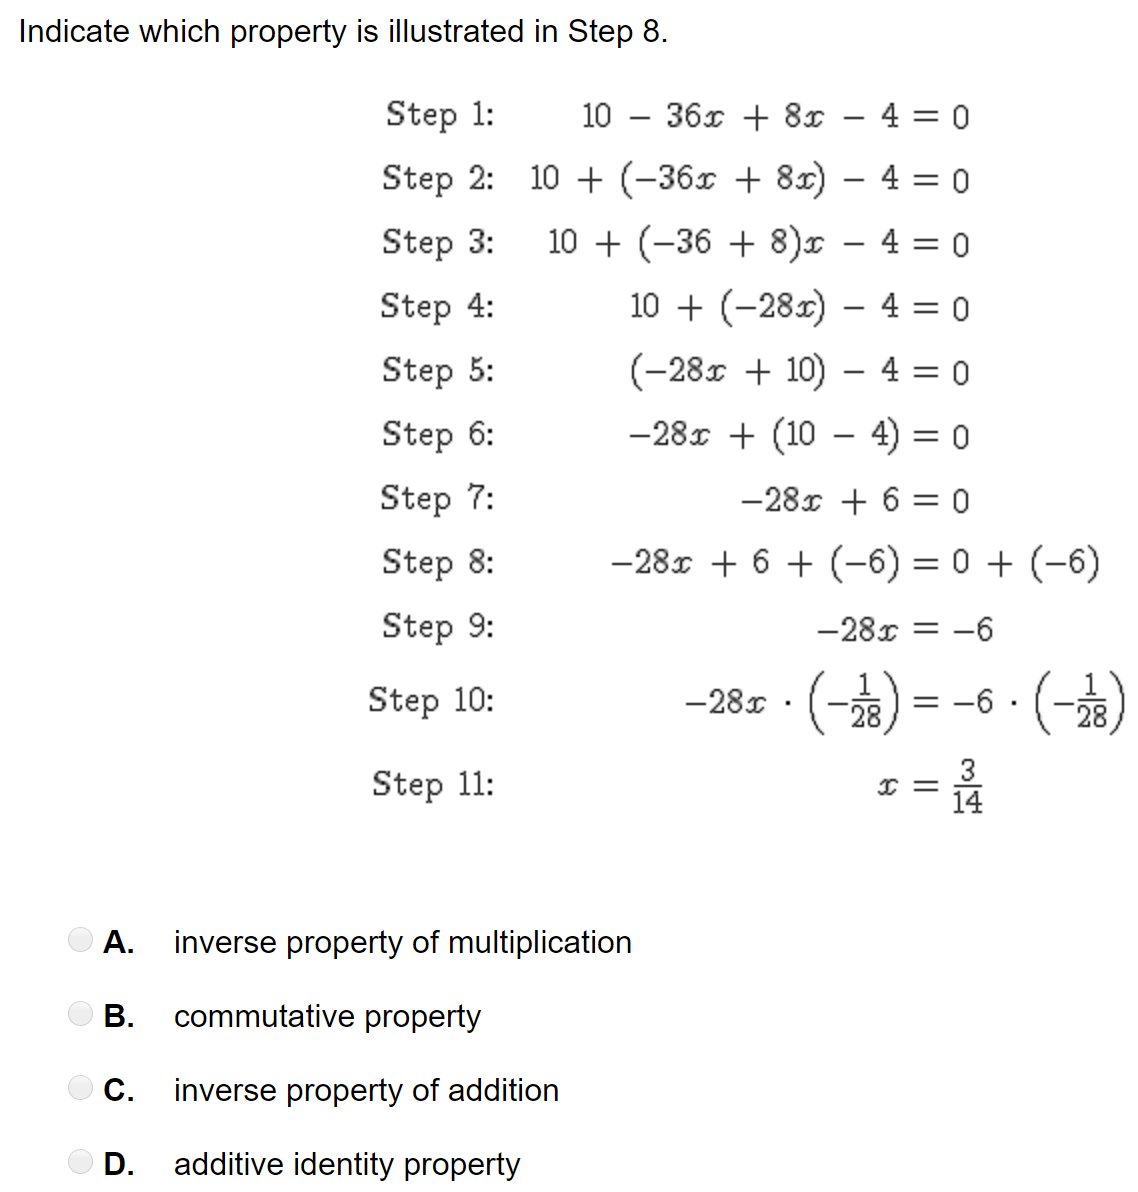 Indicate which property is illustrated in Step 8.
Step 1: 10 − 36x + 8x − 4 = 0
Step 2: 10 + (−36x + 8x) − 4 = 0
Step 3: 10 + (−36 + 8)x − 4 = 0
Step 4: 10 + (−28x) − 4 = 0
Step 5: (−28x + 10) − 4 = 0
Step 6: −28x + (10 − 4) = 0
Step 7: −28x + 6 = 0
Step 8: −28x + 6 + (−6) = 0 + (−6)
Step 9: −28x = −6
Step 10: −28x · (−1/28) = −6 · (−1/28)
Step 11: x = 3/14
A. inverse property of multiplication
B. commutative property
C. inverse property of addition
D. additive identity property